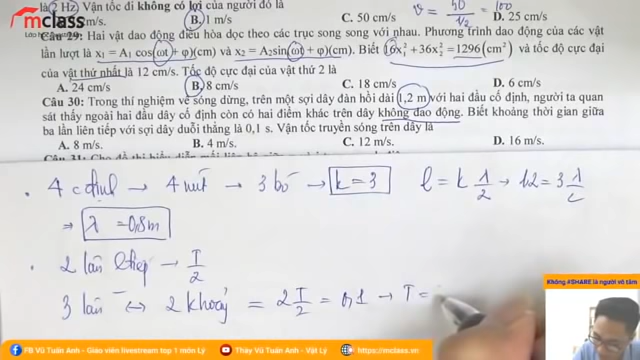 là 2 Hz) Vận tốc đi không có lợi của người đó là
cm/s. B. 1 m/s C. 50 cm/s D. 25 cm/s
v = 50 / 1/2 = 100
Câu 29: Hai vật dao động điều hòa dọc theo các trục song song với nhau. Phương trình dao động của các vật
lần lượt là x₁ = A₁ cos(ωt + φ)(cm) và x₂ = A₂sin(ωt + φ)(cm). Biết 16x₁² + 36x₂² = 1296(cm²) và tốc độ cực đại
của vật thứ nhất là 12 cm/s. Tốc độ cực đại của vật thứ 2 là
A. 24 cm/s B. 8 cm/s C. 18 cm/s D. 6 cm/s
Câu 30: Trong thí nghiệm về sóng dừng, trên một sợi dây đàn hồi dài 1,2 m với hai đầu cố định, người ta quan
sát thấy ngoài hai đầu dây cố định còn có hai điểm khác trên dây không dao động. Biết khoảng thời gian giữa
ba lần liên tiếp với sợi dây duỗi thẳng là 0,1 s. Vận tốc truyền sóng trên dây là
A. 8 m/s. B. 4 m/s. C. 12 m/s. D. 16 m/s.
Câu 31:
. 4 cđịnh → 4 nút → 3 bó → k = 3 l = k λ/2 → 1,2 = 3 λ/2
⇒ λ = 0,8m
. 2 lần → T/2
3 lần ↔ 2 khoảng = 2 T/2 = 0,1 → T =
mclass
Không #SHARE là người vô tâm
FB Vũ Tuấn Anh - Giáo viên livestream top 1 môn Lý
Thầy Vũ Tuấn Anh - Vật Lý
https://mclass.vn